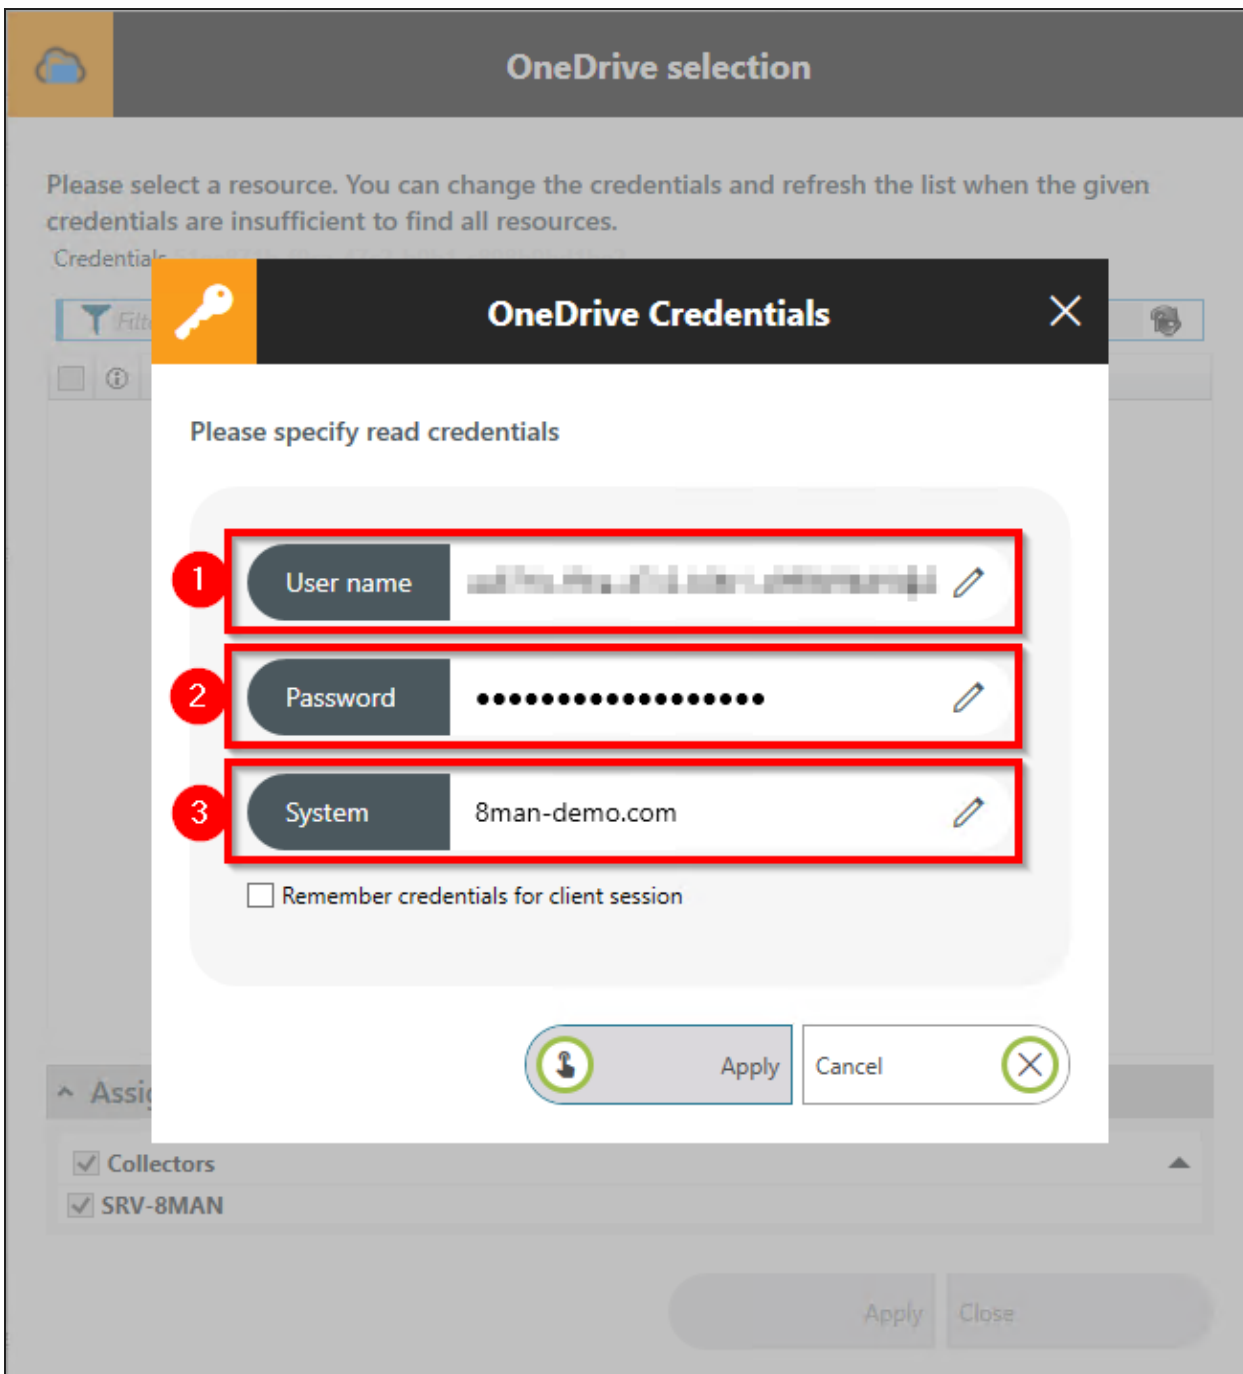 OneDrive selection
Please select a resource. You can change the credentials and refresh the list when the given
credentials are insufficient to find all resources.
Credentials
OneDrive Credentials
Please specify read credentials
1 User name
2 Password ••••••••••••••••••
3 System 8man-demo.com
Remember credentials for client session
Apply Cancel
Collectors
SRV-8MAN
Apply Close